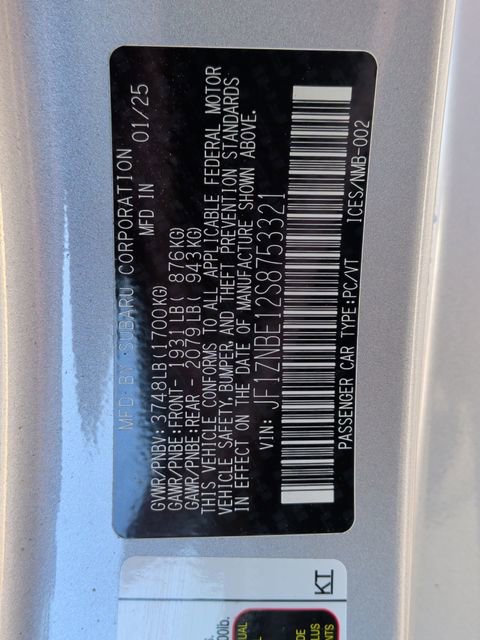 MFD BY SUBARU CORPORATION
MFD IN 01/25
GVWR/PNBV: 3748LB(1700KG)
GAWR/PNBE:FRONT- 1931LB( 876KG)
GAWR/PNBE:REAR - 2079LB( 943KG)
THIS VEHICLE CONFORMS TO ALL APPLICABLE FEDERAL MOTOR
VEHICLE SAFETY, BUMPER, AND THEFT PREVENTION STANDARDS
IN EFFECT ON THE DATE OF MANUFACTURE SHOWN ABOVE.
VIN: JF1ZNBE12S8753321
PASSENGER CAR TYPE:PC/VT ICES/NMB-002
KT